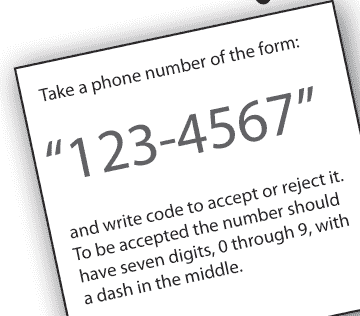 Take a phone number of the form:
“123-4567”
and write code to accept or reject it.
To be accepted the number should
have seven digits, 0 through 9, with
a dash in the middle.